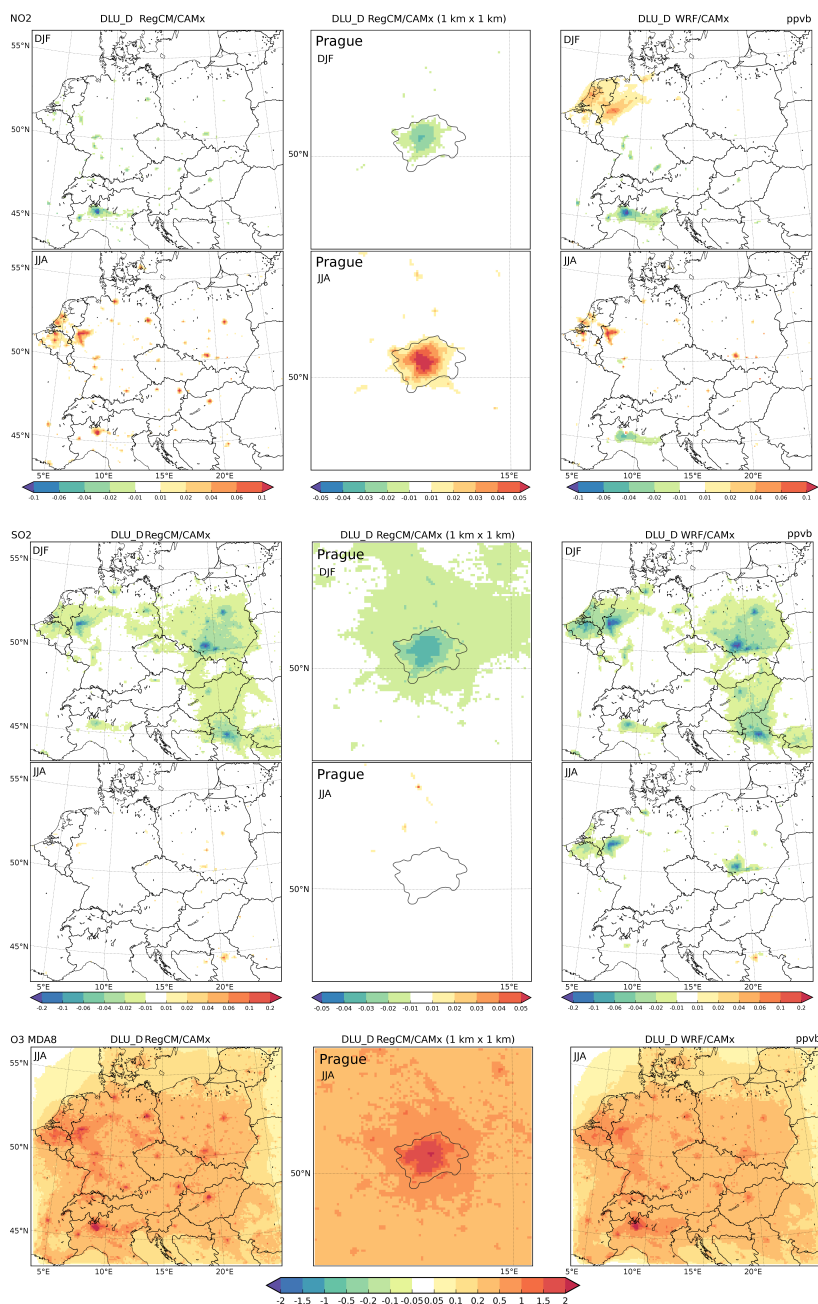 NO2 DLU_D RegCM/CAMx DLU_D RegCM/CAMx (1 km x 1 km) DLU_D WRF/CAMx ppvb
DJF Prague DJF DJF
55°N
50°N 50°N
45°N
JJA Prague JJA JJA
55°N
50°N 50°N
45°N
5°E 10°E 15°E 20°E 15°E 5°E 10°E 15°E 20°E
-0.1 -0.06 -0.04 -0.02 -0.01 0.01 0.02 0.04 0.06 0.1 -0.05 -0.04 -0.03 -0.02 -0.01 0.01 0.02 0.03 0.04 0.05 -0.1 -0.06 -0.04 -0.02 -0.01 0.01 0.02 0.04 0.06 0.1
SO2 DLU_D RegCM/CAMx DLU_D RegCM/CAMx (1 km x 1 km) DLU_D WRF/CAMx ppvb
DJF Prague DJF DJF
55°N
50°N 50°N
45°N
JJA Prague JJA JJA
55°N
50°N 50°N
45°N
5°E 10°E 15°E 20°E 15°E 5°E 10°E 15°E 20°E
-0.2 -0.1 -0.06 -0.04 -0.02 -0.01 0.01 0.02 0.04 0.06 0.1 0.2 -0.05 -0.04 -0.03 -0.02 -0.01 0.01 0.02 0.03 0.04 0.05 -0.2 -0.1 -0.06 -0.04 -0.02 -0.01 0.01 0.02 0.04 0.06 0.1 0.2
O3 MDA8 DLU_D RegCM/CAMx DLU_D RegCM/CAMx (1 km x 1 km) DLU_D WRF/CAMx ppvb
JJA Prague JJA JJA
55°N
50°N 50°N
45°N
5°E 10°E 15°E 20°E 15°E 5°E 10°E 15°E 20°E
-2 -1.5 -1 -0.5 -0.2 -0.1 -0.05 0.05 0.1 0.2 0.5 1 1.5 2